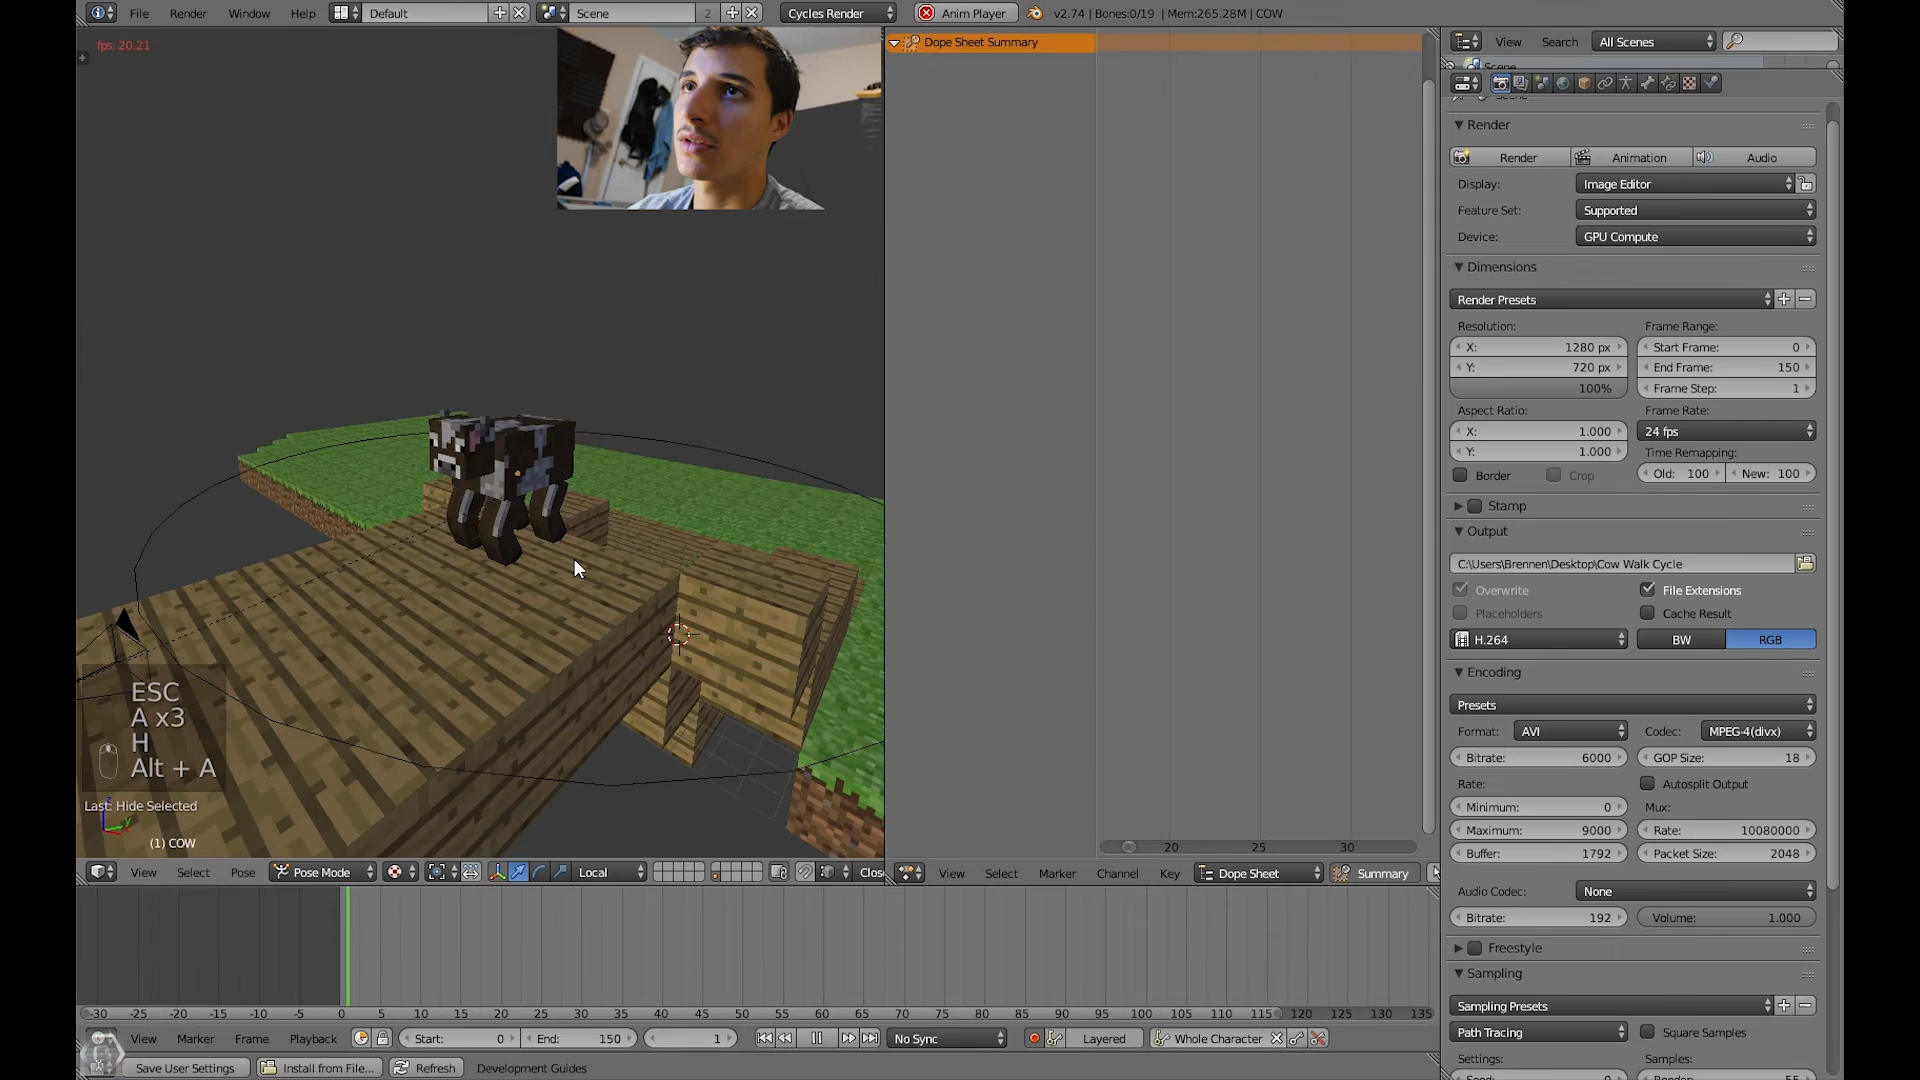 File Render Window Help Default Scene 2 Cycles Render Anim Player v2.74 | Bones:0/19 | Mem:265.28M | COW
View Search All Scenes
fps: 20.21
Dope Sheet Summary
Scene
Render
Render Animation Audio
Display: Image Editor
Feature Set: Supported
Device: GPU Compute
Dimensions
Render Presets
Resolution: Frame Range:
X: 1280 px Start Frame: 0
Y: 720 px End Frame: 150
100% Frame Step: 1
Aspect Ratio: Frame Rate:
X: 1.000 24 fps
Y: 1.000 Time Remapping:
Border Crop Old: 100 New: 100
Stamp
Output
C:\Users\Brennen\Desktop\Cow Walk Cycle
Overwrite File Extensions
Placeholders Cache Result
H.264 BW RGB
Encoding
Presets
Format: AVI Codec: MPEG-4(divx)
Bitrate: 6000 GOP Size: 18
Rate: Autosplit Output
Minimum: 0 Mux:
Maximum: 9000 Rate: 10080000
Buffer: 1792 Packet Size: 2048
Audio Codec: None
Bitrate: 192 Volume: 1.000
Freestyle
Sampling
Sampling Presets
Path Tracing Square Samples
Settings: Samples:
ESC
A x3
H
Alt + A
Last: Hide Selected
(1) COW
20 25 30
View Select Pose Pose Mode Local Clos
View Select Marker Channel Key Dope Sheet Summary
-30 -25 -20 -15 -10 -5 0 5 10 15 20 25 30 35 40 45 50 55 60 65 70 75 80 85 90 95 100 105 110 115 120 125 130 135
View Marker Frame Playback Start: 0 End: 150 1 No Sync Layered Whole Character
Save User Settings Install from File... Refresh Development Guides